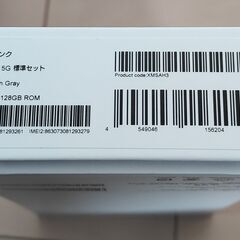 ンク
5G 標準セット
Gray
128GB ROM
81293261
IMEI2:863073081293279
Product code:XMSAH3
4 549046 156204